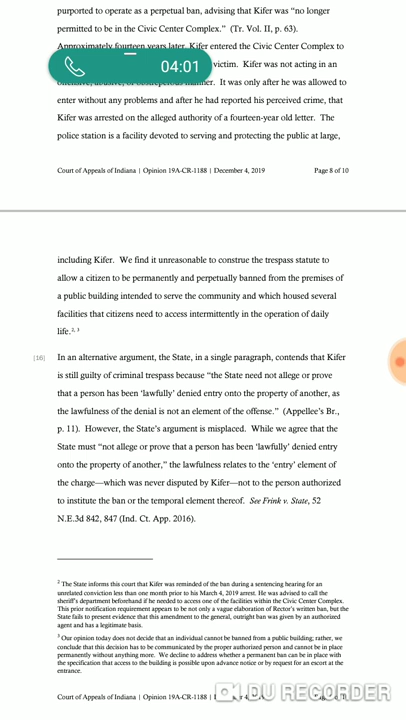 purported to operate as a perpetual ban, advising that Kifer was “no longer
permitted to be in the Civic Center Complex.” (Tr. Vol. II, p. 63).
Approximately fourteen years later, Kifer entered the Civic Center Complex to
04:01
victim. Kifer was not acting in an
manner. It was only after he was allowed to
enter without any problems and after he had reported his perceived crime, that
Kifer was arrested on the alleged authority of a fourteen-year old letter. The
police station is a facility devoted to serving and protecting the public at large,
Court of Appeals of Indiana | Opinion 19A-CR-1188 | December 4, 2019 Page 8 of 10
including Kifer. We find it unreasonable to construe the trespass statute to
allow a citizen to be permanently and perpetually banned from the premises of
a public building intended to serve the community and which housed several
facilities that citizens need to access intermittently in the operation of daily
life.2, 3
[16] In an alternative argument, the State, in a single paragraph, contends that Kifer
is still guilty of criminal trespass because “the State need not allege or prove
that a person has been ‘lawfully’ denied entry onto the property of another, as
the lawfulness of the denial is not an element of the offense.” (Appellee’s Br.,
p. 11). However, the State’s argument is misplaced. While we agree that the
State must “not allege or prove that a person has been ‘lawfully’ denied entry
onto the property of another,” the lawfulness relates to the ‘entry’ element of
the charge—which was never disputed by Kifer—not to the person authorized
to institute the ban or the temporal element thereof. See Frink v. State, 52
N.E.3d 842, 847 (Ind. Ct. App. 2016).
2 The State informs this court that Kifer was reminded of the ban during a sentencing hearing for an
unrelated conviction less than one month prior to his March 4, 2019 arrest. He was advised to call the
sheriff’s department beforehand if he needed to access one of the facilities within the Civic Center Complex.
This prior notification requirement appears to be not only a vague elaboration of Rector’s written ban, but the
State fails to present evidence that this amendment to the general, outright ban was given by an authorized
agent and has a legitimate basis.
3 Our opinion today does not decide that an individual cannot be banned from a public building; rather, we
conclude that this decision has to be communicated by the proper authorized person and cannot be in place
permanently without anything more. We decline to address whether a permanent ban can be in place with
the specification that access to the building is possible upon advance notice or by request for an escort at the
entrance.
Court of Appeals of Indiana | Opinion 19A-CR-1188 |
DU RECORDER